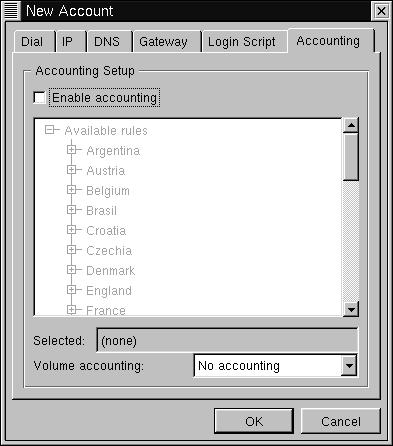 New Account
Dial IP DNS Gateway Login Script Accounting
Accounting Setup
Enable accounting
Available rules
Argentina
Austria
Belgium
Brasil
Croatia
Czechia
Denmark
England
France
Selected: (none)
Volume accounting: No accounting
OK Cancel